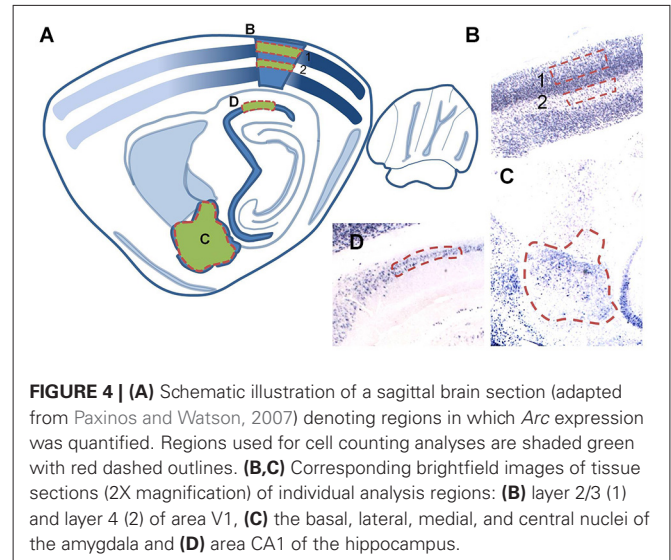 A
B
1
2
D
C
B
1
2
C
D
FIGURE 4 | (A) Schematic illustration of a sagittal brain section (adapted
from Paxinos and Watson, 2007) denoting regions in which Arc expression
was quantified. Regions used for cell counting analyses are shaded green
with red dashed outlines. (B,C) Corresponding brightfield images of tissue
sections (2X magnification) of individual analysis regions: (B) layer 2/3 (1)
and layer 4 (2) of area V1, (C) the basal, lateral, medial, and central nuclei of
the amygdala and (D) area CA1 of the hippocampus.